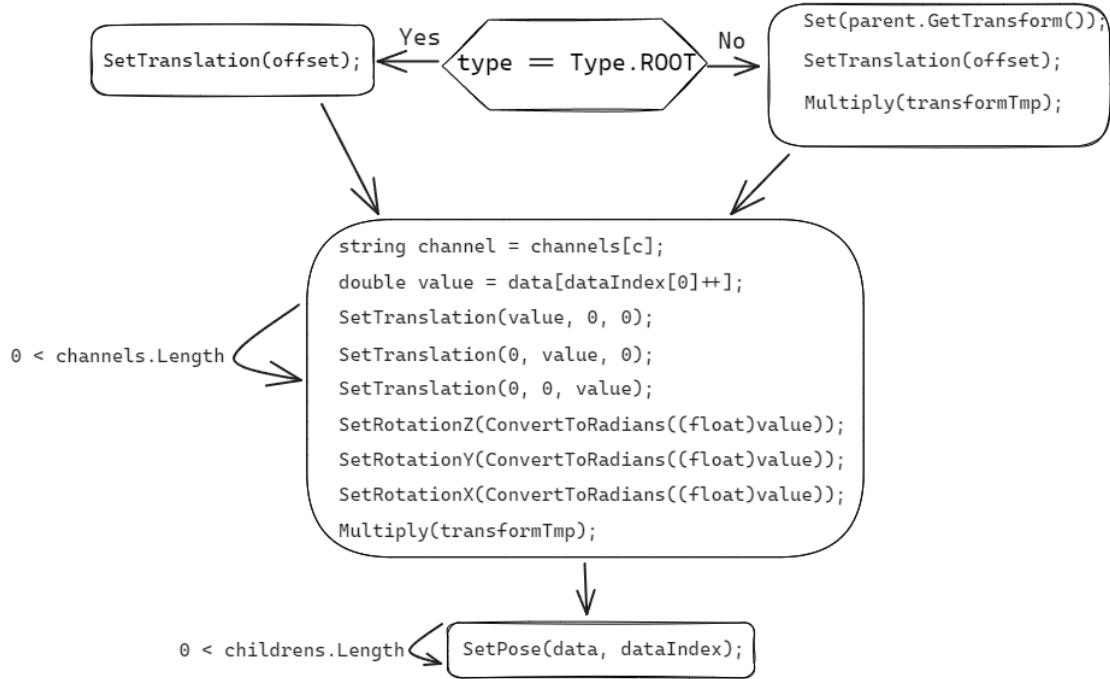 Yes
type == Type.ROOT
No
SetTranslation(offset);
Set(parent.GetTransform());
SetTranslation(offset);
Multiply(transformTmp);
string channel = channels[c];
double value = data[dataIndex[0]++];
SetTranslation(value, 0, 0);
SetTranslation(0, value, 0);
SetTranslation(0, 0, value);
SetRotationZ(ConvertToRadians((float)value));
SetRotationY(ConvertToRadians((float)value));
SetRotationX(ConvertToRadians((float)value));
Multiply(transformTmp);
0 < channels.Length
0 < childrens.Length
SetPose(data, dataIndex);